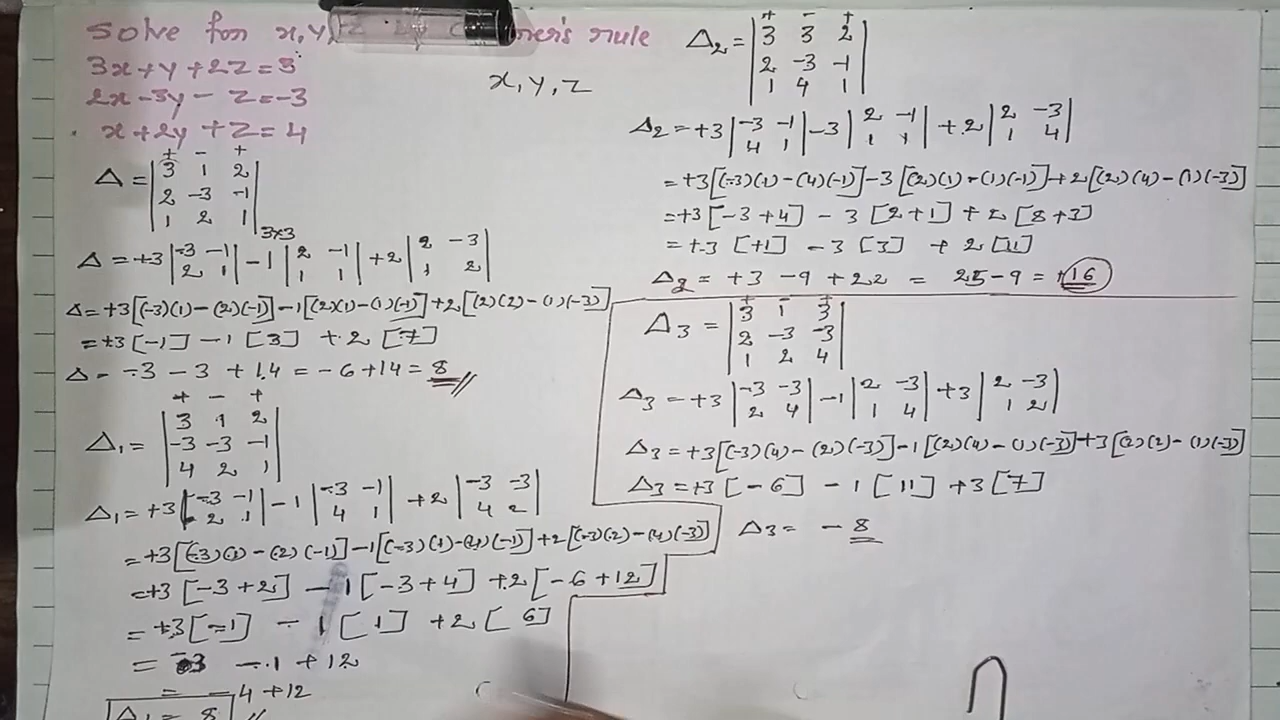 Solve for x, y, z by Cramer's rule
3x+y+2z=3
2x-3y-z=-3
x+2y+z=4
x, y, z
+ - +
Δ = |3 1 2|
|2 -3 -1|
|1 2 1| 3x3
Δ = +3 |-3 -1| -1 |2 -1| +2 |2 -3|
|2 1| |1 1| |1 2|
Δ = +3[(-3)(1)-(2)(-1)]-1[(2)(1)-(1)(-1)]+2[(2)(2)-(1)(-3)]
= +3[-1] -1[3] +2[7]
Δ = -3 -3 +14 = -6+14 = 8
+ - +
Δ1 = |3 1 2|
|-3 -3 -1|
|4 2 1|
Δ1 = +3 |-3 -1| -1 |-3 -1| +2 |-3 -3|
|2 1| |4 1| |4 2|
= +3[(-3)(1)-(2)(-1)]-1[(-3)(1)-(4)(-1)]+2[(-3)(2)-(4)(-3)]
= +3[-3+2] -1[-3+4] +2[-6+12]
= +3[-1] -1[1] +2[6]
= -3 -1 +12
= -4 +12
Δ1 = 8
+ - +
Δ2 = |3 3 2|
|2 -3 -1|
|1 4 1|
Δ2 = +3 |-3 -1| -3 |2 -1| +2 |2 -3|
|4 1| |1 1| |1 4|
= +3[(-3)(1)-(4)(-1)]-3[(2)(1)-(1)(-1)]+2[(2)(4)-(1)(-3)]
= +3[-3+4] -3[2+1] +2[8+3]
= +3[+1] -3[3] +2[11]
Δ2 = +3 -9 +22 = 25-9 = +16
+ - +
Δ3 = |3 1 3|
|2 -3 -3|
|1 2 4|
Δ3 = +3 |-3 -3| -1 |2 -3| +3 |2 -3|
|2 4| |1 4| |1 2|
Δ3 = +3[(-3)(4)-(2)(-3)]-1[(2)(4)-(1)(-3)]+3[(2)(2)-(1)(-3)]
Δ3 = +3[-6] -1[11] +3[7]
Δ3 = -8